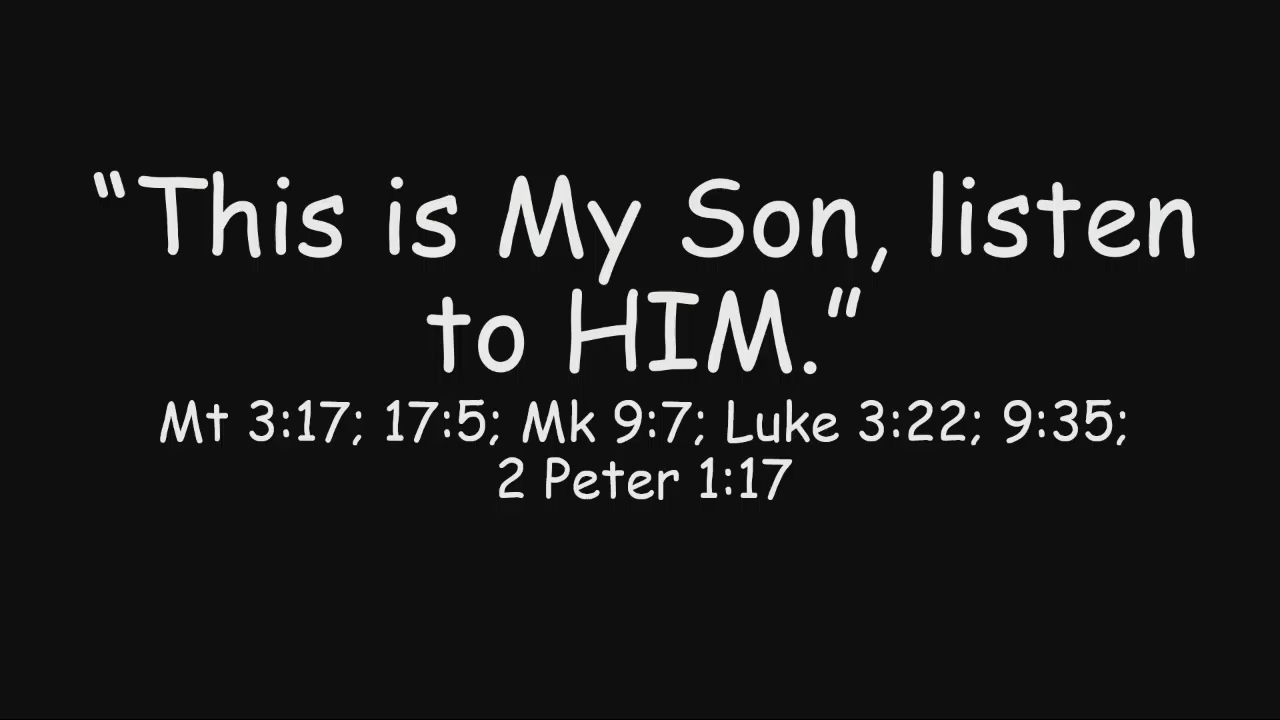 “This is My Son, listen
to HIM.”
Mt 3:17; 17:5; Mk 9:7; Luke 3:22; 9:35;
2 Peter 1:17